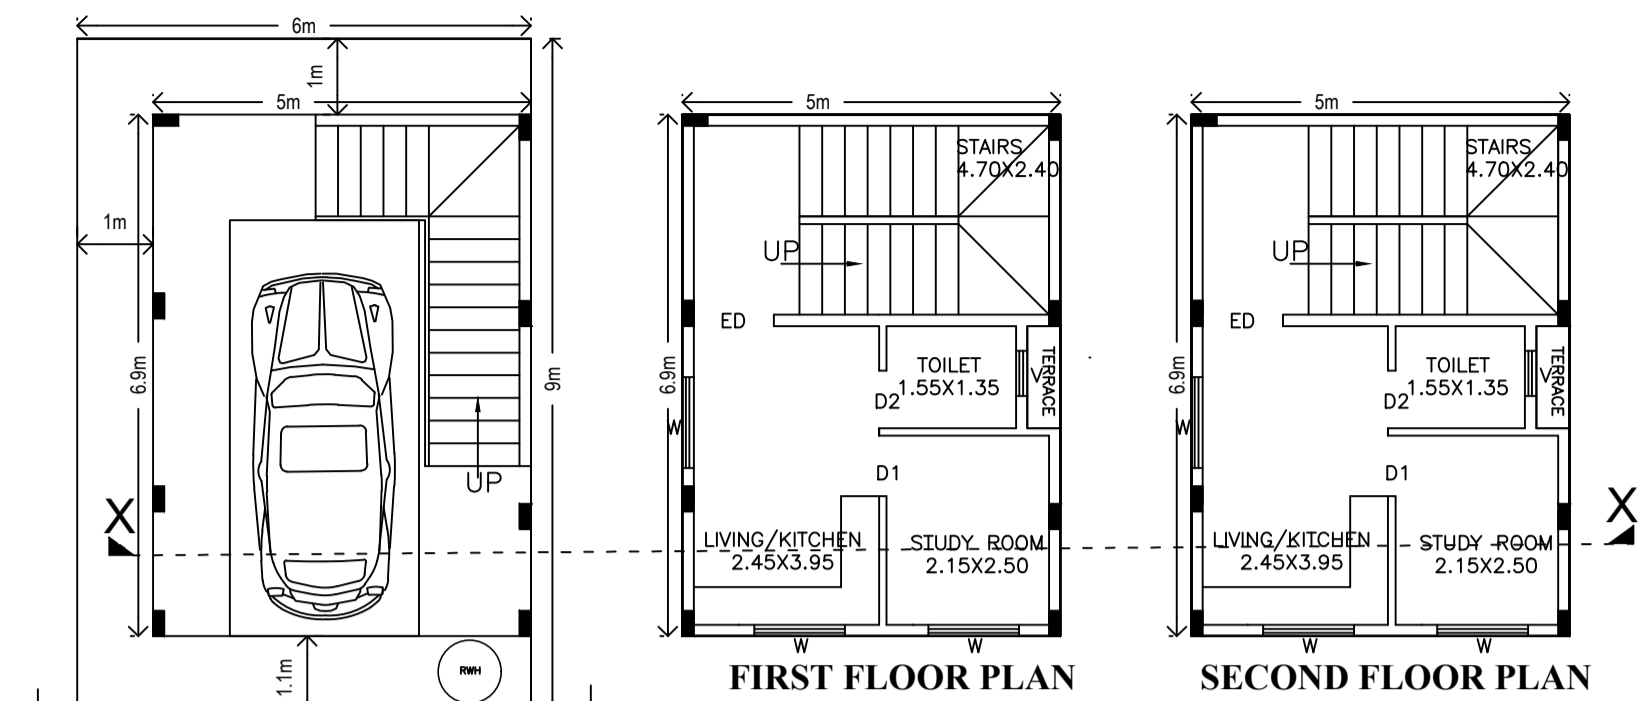 6m
1m
5m
1m
6.9m
9m
UP
X
1.1m
RWH
5m
STAIRS
4.70X2.40
UP
ED
6.9m
TOILET
1.55X1.35
V
TERRACE
D2
W
D1
LIVING/KITCHEN
2.45X3.95
STUDY ROOM
2.15X2.50
W
W
FIRST FLOOR PLAN
5m
STAIRS
4.70X2.40
UP
ED
6.9m
TOILET
1.55X1.35
V
TERRACE
D2
W
D1
X
LIVING/KITCHEN
2.45X3.95
STUDY ROOM
2.15X2.50
W
W
SECOND FLOOR PLAN